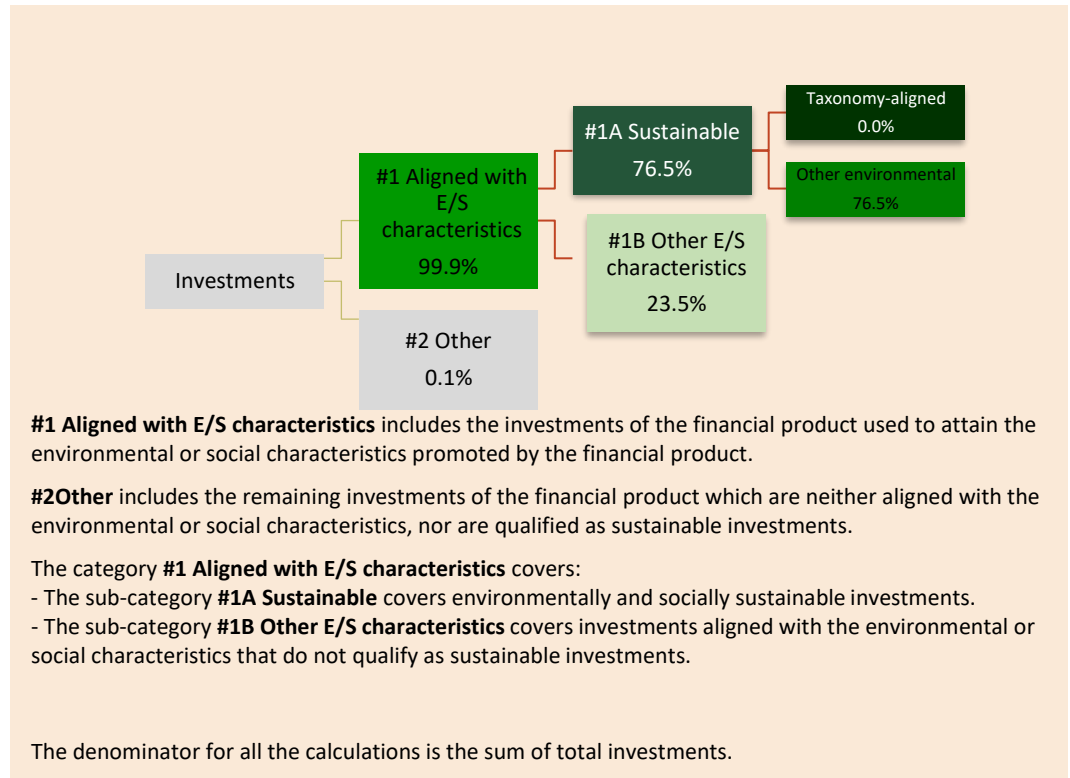 Taxonomy-aligned
0.0%
#1A Sustainable
76.5%
Other environmental
76.5%
#1 Aligned with
E/S
characteristics
99.9%
#1B Other E/S
characteristics
23.5%
Investments
#2 Other
0.1%
#1 Aligned with E/S characteristics includes the investments of the financial product used to attain the
environmental or social characteristics promoted by the financial product.
#2Other includes the remaining investments of the financial product which are neither aligned with the
environmental or social characteristics, nor are qualified as sustainable investments.
The category #1 Aligned with E/S characteristics covers:
- The sub-category #1A Sustainable covers environmentally and socially sustainable investments.
- The sub-category #1B Other E/S characteristics covers investments aligned with the environmental or
social characteristics that do not qualify as sustainable investments.
The denominator for all the calculations is the sum of total investments.